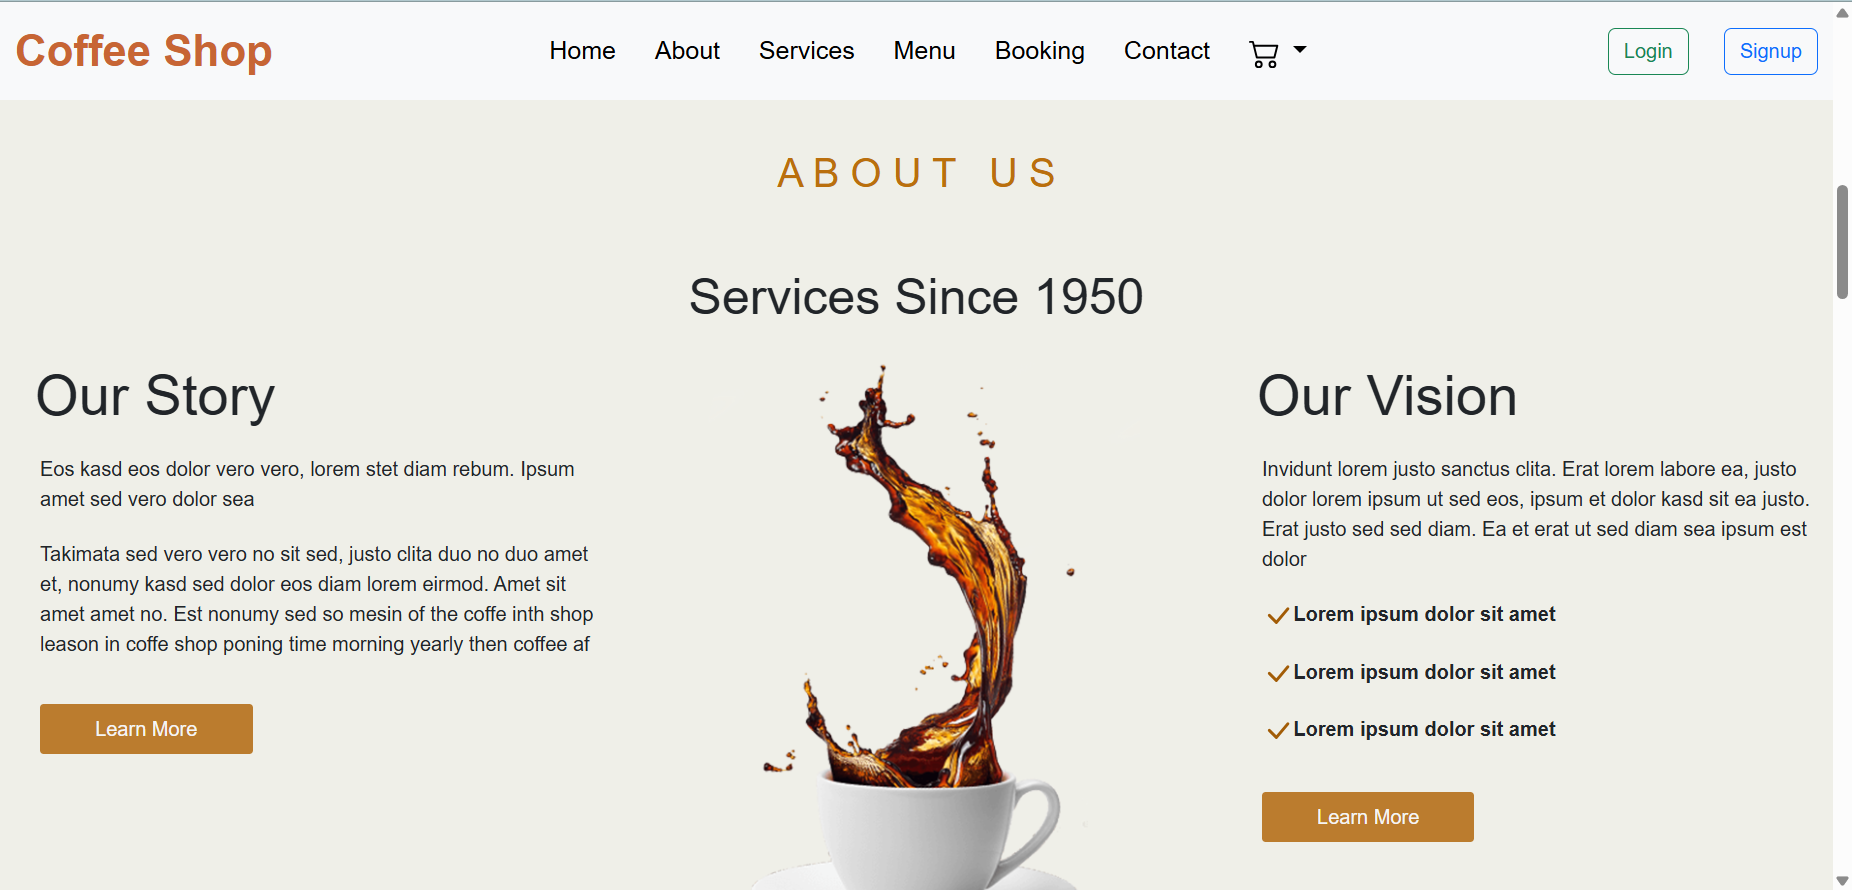 Coffee Shop
Home
About
Services
Menu
Booking
Contact
Login
Signup
ABOUT US
Services Since 1950
Our Story
Eos kasd eos dolor vero vero, lorem stet diam rebum. Ipsum
amet sed vero dolor sea
Takimata sed vero vero no sit sed, justo clita duo no duo amet
et, nonumy kasd sed dolor eos diam lorem eirmod. Amet sit
amet amet no. Est nonumy sed so mesin of the coffe inth shop
leason in coffe shop poning time morning yearly then coffee af
Learn More
Our Vision
Invidunt lorem justo sanctus clita. Erat lorem labore ea, justo
dolor lorem ipsum ut sed eos, ipsum et dolor kasd sit ea justo.
Erat justo sed sed diam. Ea et erat ut sed diam sea ipsum est
dolor
Lorem ipsum dolor sit amet
Lorem ipsum dolor sit amet
Lorem ipsum dolor sit amet
Learn More